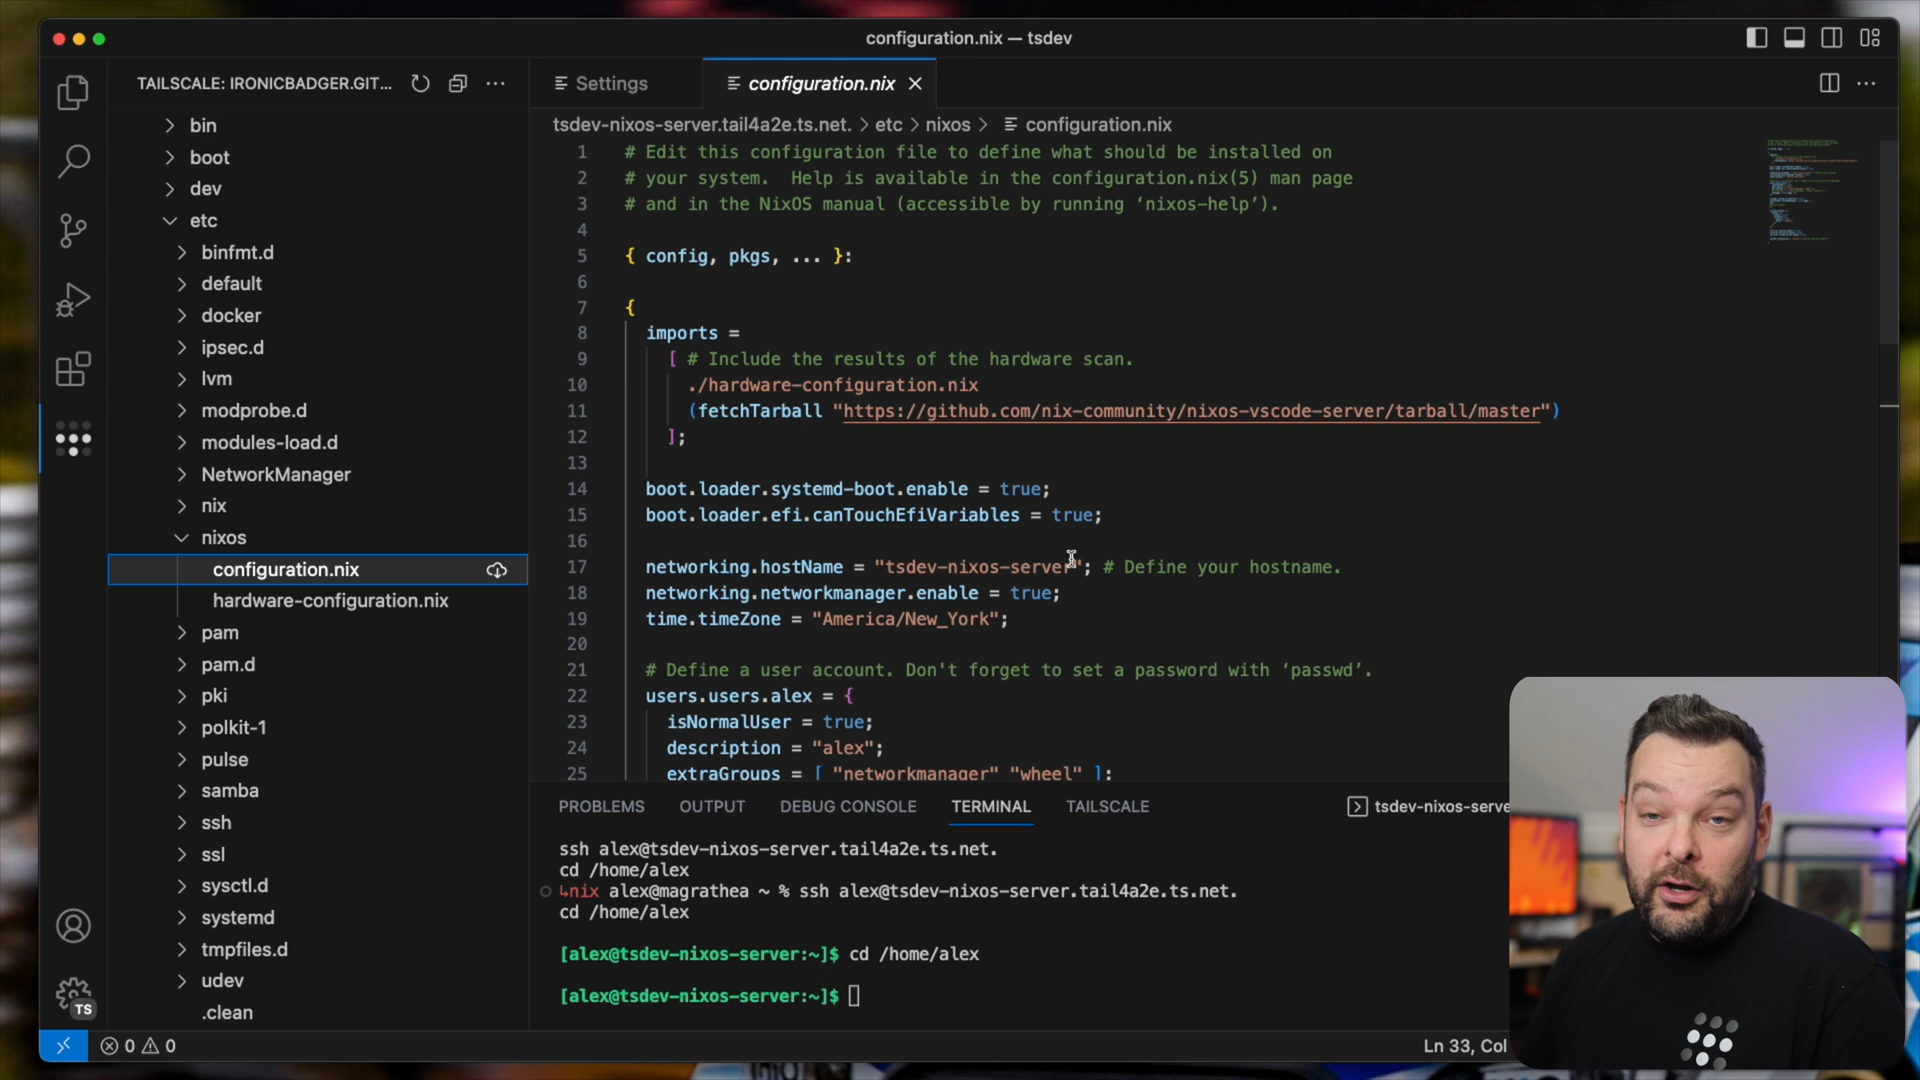 configuration.nix — tsdev
TAILSCALE: IRONICBADGER.GIT...
Settings
configuration.nix
tsdev-nixos-server.tail4a2e.ts.net. > etc > nixos > configuration.nix
bin
boot
dev
etc
binfmt.d
default
docker
ipsec.d
lvm
modprobe.d
modules-load.d
NetworkManager
nix
nixos
configuration.nix
hardware-configuration.nix
pam
pam.d
pki
polkit-1
pulse
samba
ssh
ssl
sysctl.d
systemd
tmpfiles.d
udev
.clean
1 # Edit this configuration file to define what should be installed on
2 # your system.  Help is available in the configuration.nix(5) man page
3 # and in the NixOS manual (accessible by running ‘nixos-help’).
4
5 { config, pkgs, ... }:
6
7 {
8 imports =
9 [ # Include the results of the hardware scan.
10 ./hardware-configuration.nix
11 (fetchTarball "https://github.com/nix-community/nixos-vscode-server/tarball/master")
12 ];
13
14 boot.loader.systemd-boot.enable = true;
15 boot.loader.efi.canTouchEfiVariables = true;
16
17 networking.hostName = "tsdev-nixos-server"; # Define your hostname.
18 networking.networkmanager.enable = true;
19 time.timeZone = "America/New_York";
20
21 # Define a user account. Don't forget to set a password with ‘passwd’.
22 users.users.alex = {
23 isNormalUser = true;
24 description = "alex";
25 extraGroups = [ "networkmanager" "wheel" ];
PROBLEMS OUTPUT DEBUG CONSOLE TERMINAL TAILSCALE tsdev-nixos-serve
ssh alex@tsdev-nixos-server.tail4a2e.ts.net.
cd /home/alex
↳nix alex@magrathea ~ % ssh alex@tsdev-nixos-server.tail4a2e.ts.net.
cd /home/alex
[alex@tsdev-nixos-server:~]$ cd /home/alex
[alex@tsdev-nixos-server:~]$
TS
0 0
Ln 33, Col